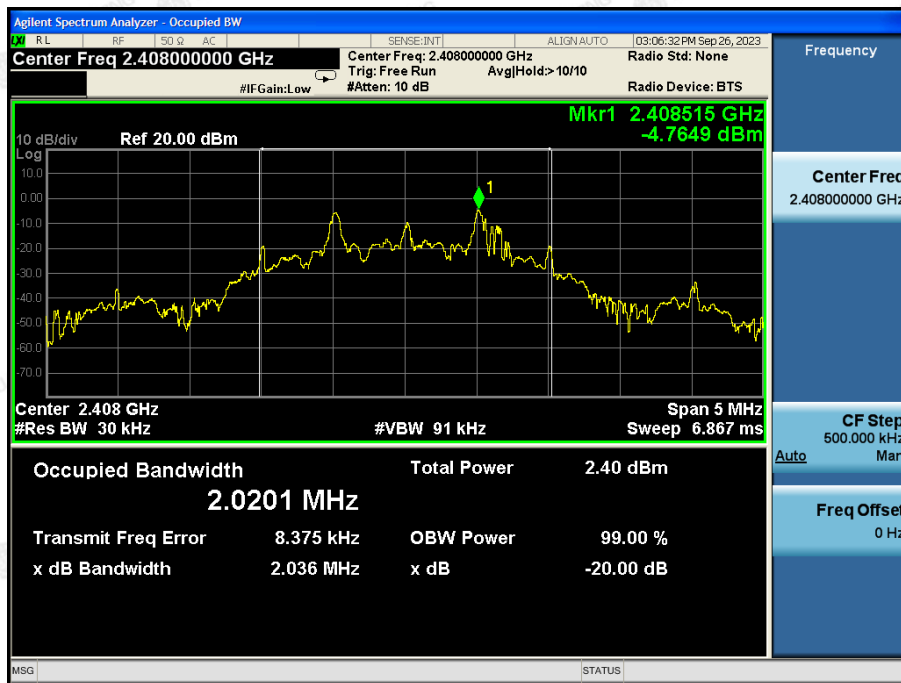 Agilent Spectrum Analyzer - Occupied BW
LXI RL RF 50 Ω AC SENSE:INT ALIGN AUTO 03:06:32 PM Sep 26, 2023
Center Freq 2.408000000 GHz Center Freq: 2.408000000 GHz Radio Std: None
Trig: Free Run Avg|Hold:> 10/10
#IFGain:Low #Atten: 10 dB Radio Device: BTS
Frequency
Mkr1 2.408515 GHz
-4.7649 dBm
10 dB/div Ref 20.00 dBm
Log
10.0
0.00
-10.0
-20.0
-30.0
-40.0
-50.0
-60.0
-70.0
1
Center Freq
2.408000000 GHz
Center 2.408 GHz Span 5 MHz
#Res BW 30 kHz #VBW 91 kHz Sweep 6.867 ms
CF Step
500.000 kHz
Auto Man
Occupied Bandwidth Total Power 2.40 dBm
2.0201 MHz
Transmit Freq Error 8.375 kHz OBW Power 99.00 %
x dB Bandwidth 2.036 MHz x dB -20.00 dB
Freq Offset
0 Hz
MSG STATUS